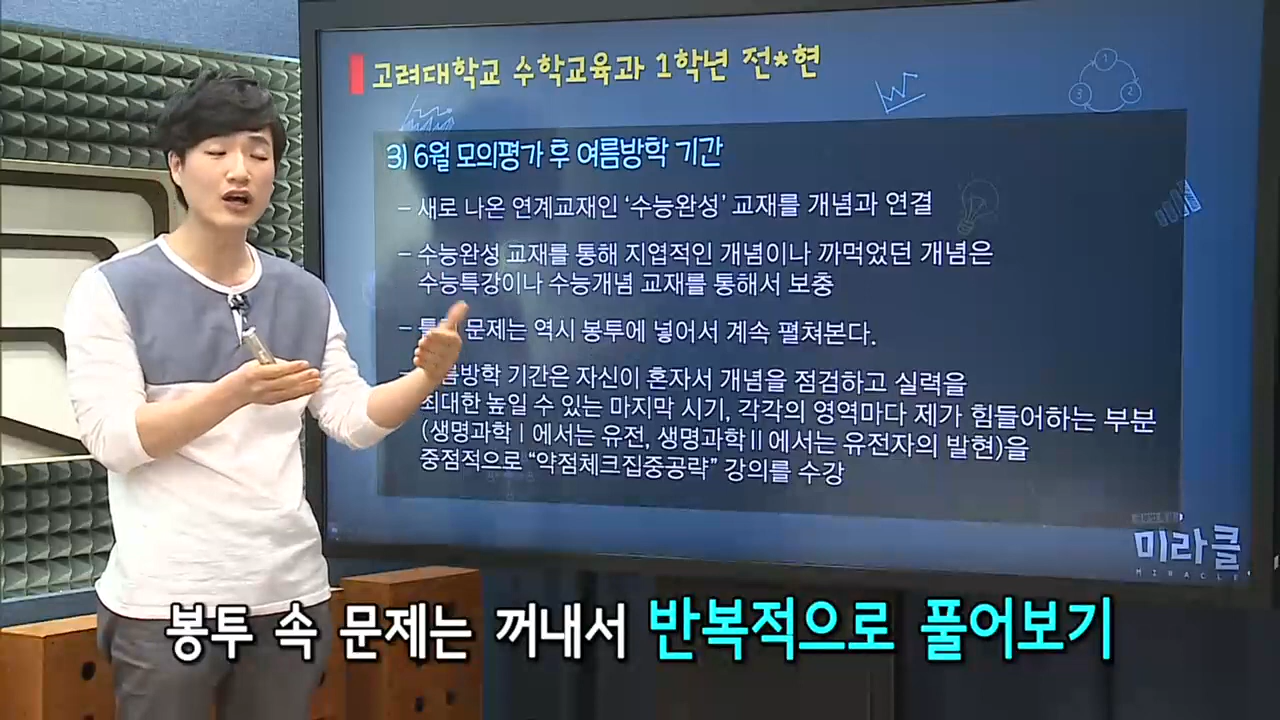 고려대학교 수학교육과 1학년 전*현
3) 6월 모의평가 후 여름방학 기간
- 새로 나온 연계교재인 '수능완성' 교재를 개념과 연결
- 수능완성 교재를 통해 지엽적인 개념이나 까먹었던 개념은
수능특강이나 수능개념 교재를 통해서 보충
- 문제는 역시 봉투에 넣어서 계속 펼쳐본다.
기간은 자신이 혼자서 개념을 점검하고 실력을
최대한 높일 수 있는 마지막 시기, 각각의 영역마다 제가 힘들어하는 부분
(생명과학Ⅰ에서는 유전, 생명과학Ⅱ에서는 유전자의 발현)을
중점적으로 "약점체크집중공략" 강의를 수강
1
2
3
미라클
MIRACLE
봉투 속 문제는 꺼내서 반복적으로 풀어보기